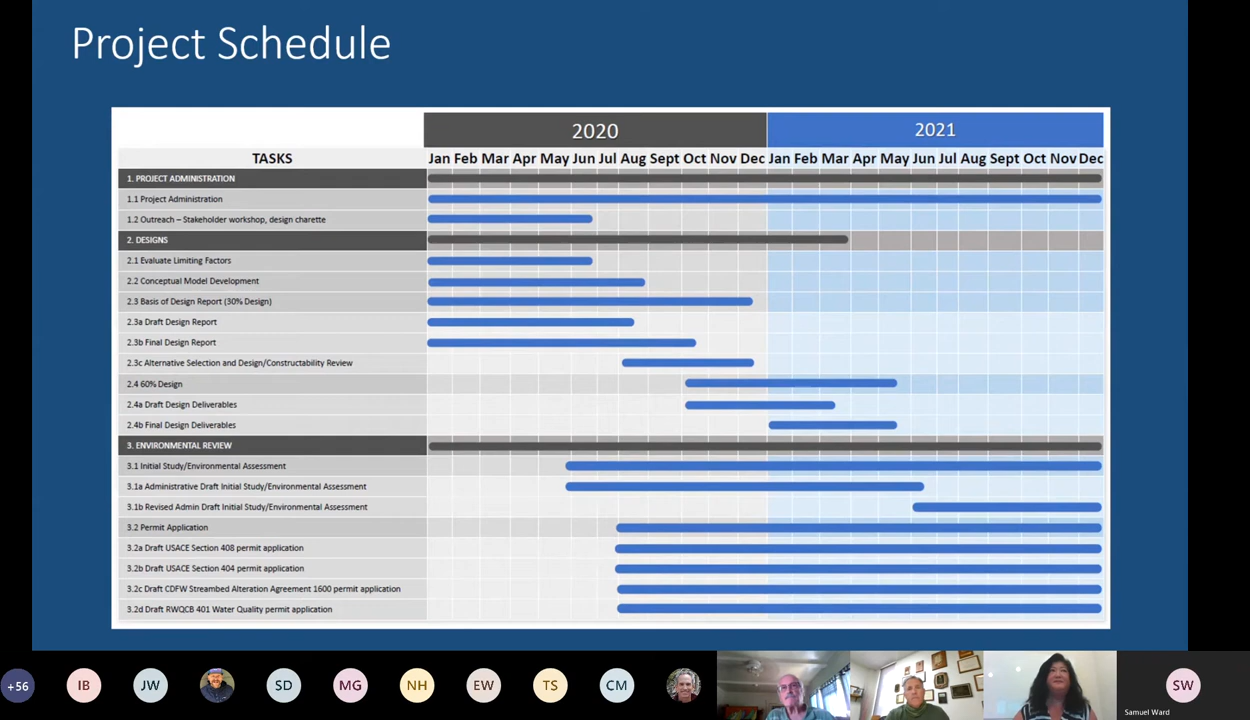 Project Schedule
2020 2021
TASKS Jan Feb Mar Apr May Jun Jul Aug Sept Oct Nov Dec Jan Feb Mar Apr May Jun Jul Aug Sept Oct Nov Dec
1. PROJECT ADMINISTRATION
1.1 Project Administration
1.2 Outreach – Stakeholder workshop, design charette
2. DESIGNS
2.1 Evaluate Limiting Factors
2.2 Conceptual Model Development
2.3 Basis of Design Report (30% Design)
2.3a Draft Design Report
2.3b Final Design Report
2.3c Alternative Selection and Design/Constructability Review
2.4 60% Design
2.4a Draft Design Deliverables
2.4b Final Design Deliverables
3. ENVIRONMENTAL REVIEW
3.1 Initial Study/Environmental Assessment
3.1a Administrative Draft Initial Study/Environmental Assessment
3.1b Revised Admin Draft Initial Study/Environmental Assessment
3.2 Permit Application
3.2a Draft USACE Section 408 permit application
3.2b Draft USACE Section 404 permit application
3.2c Draft CDFW Streambed Alteration Agreement 1600 permit application
3.2d Draft RWQCB 401 Water Quality permit application
+56 IB JW SD MG NH EW TS CM SW
Samuel Ward